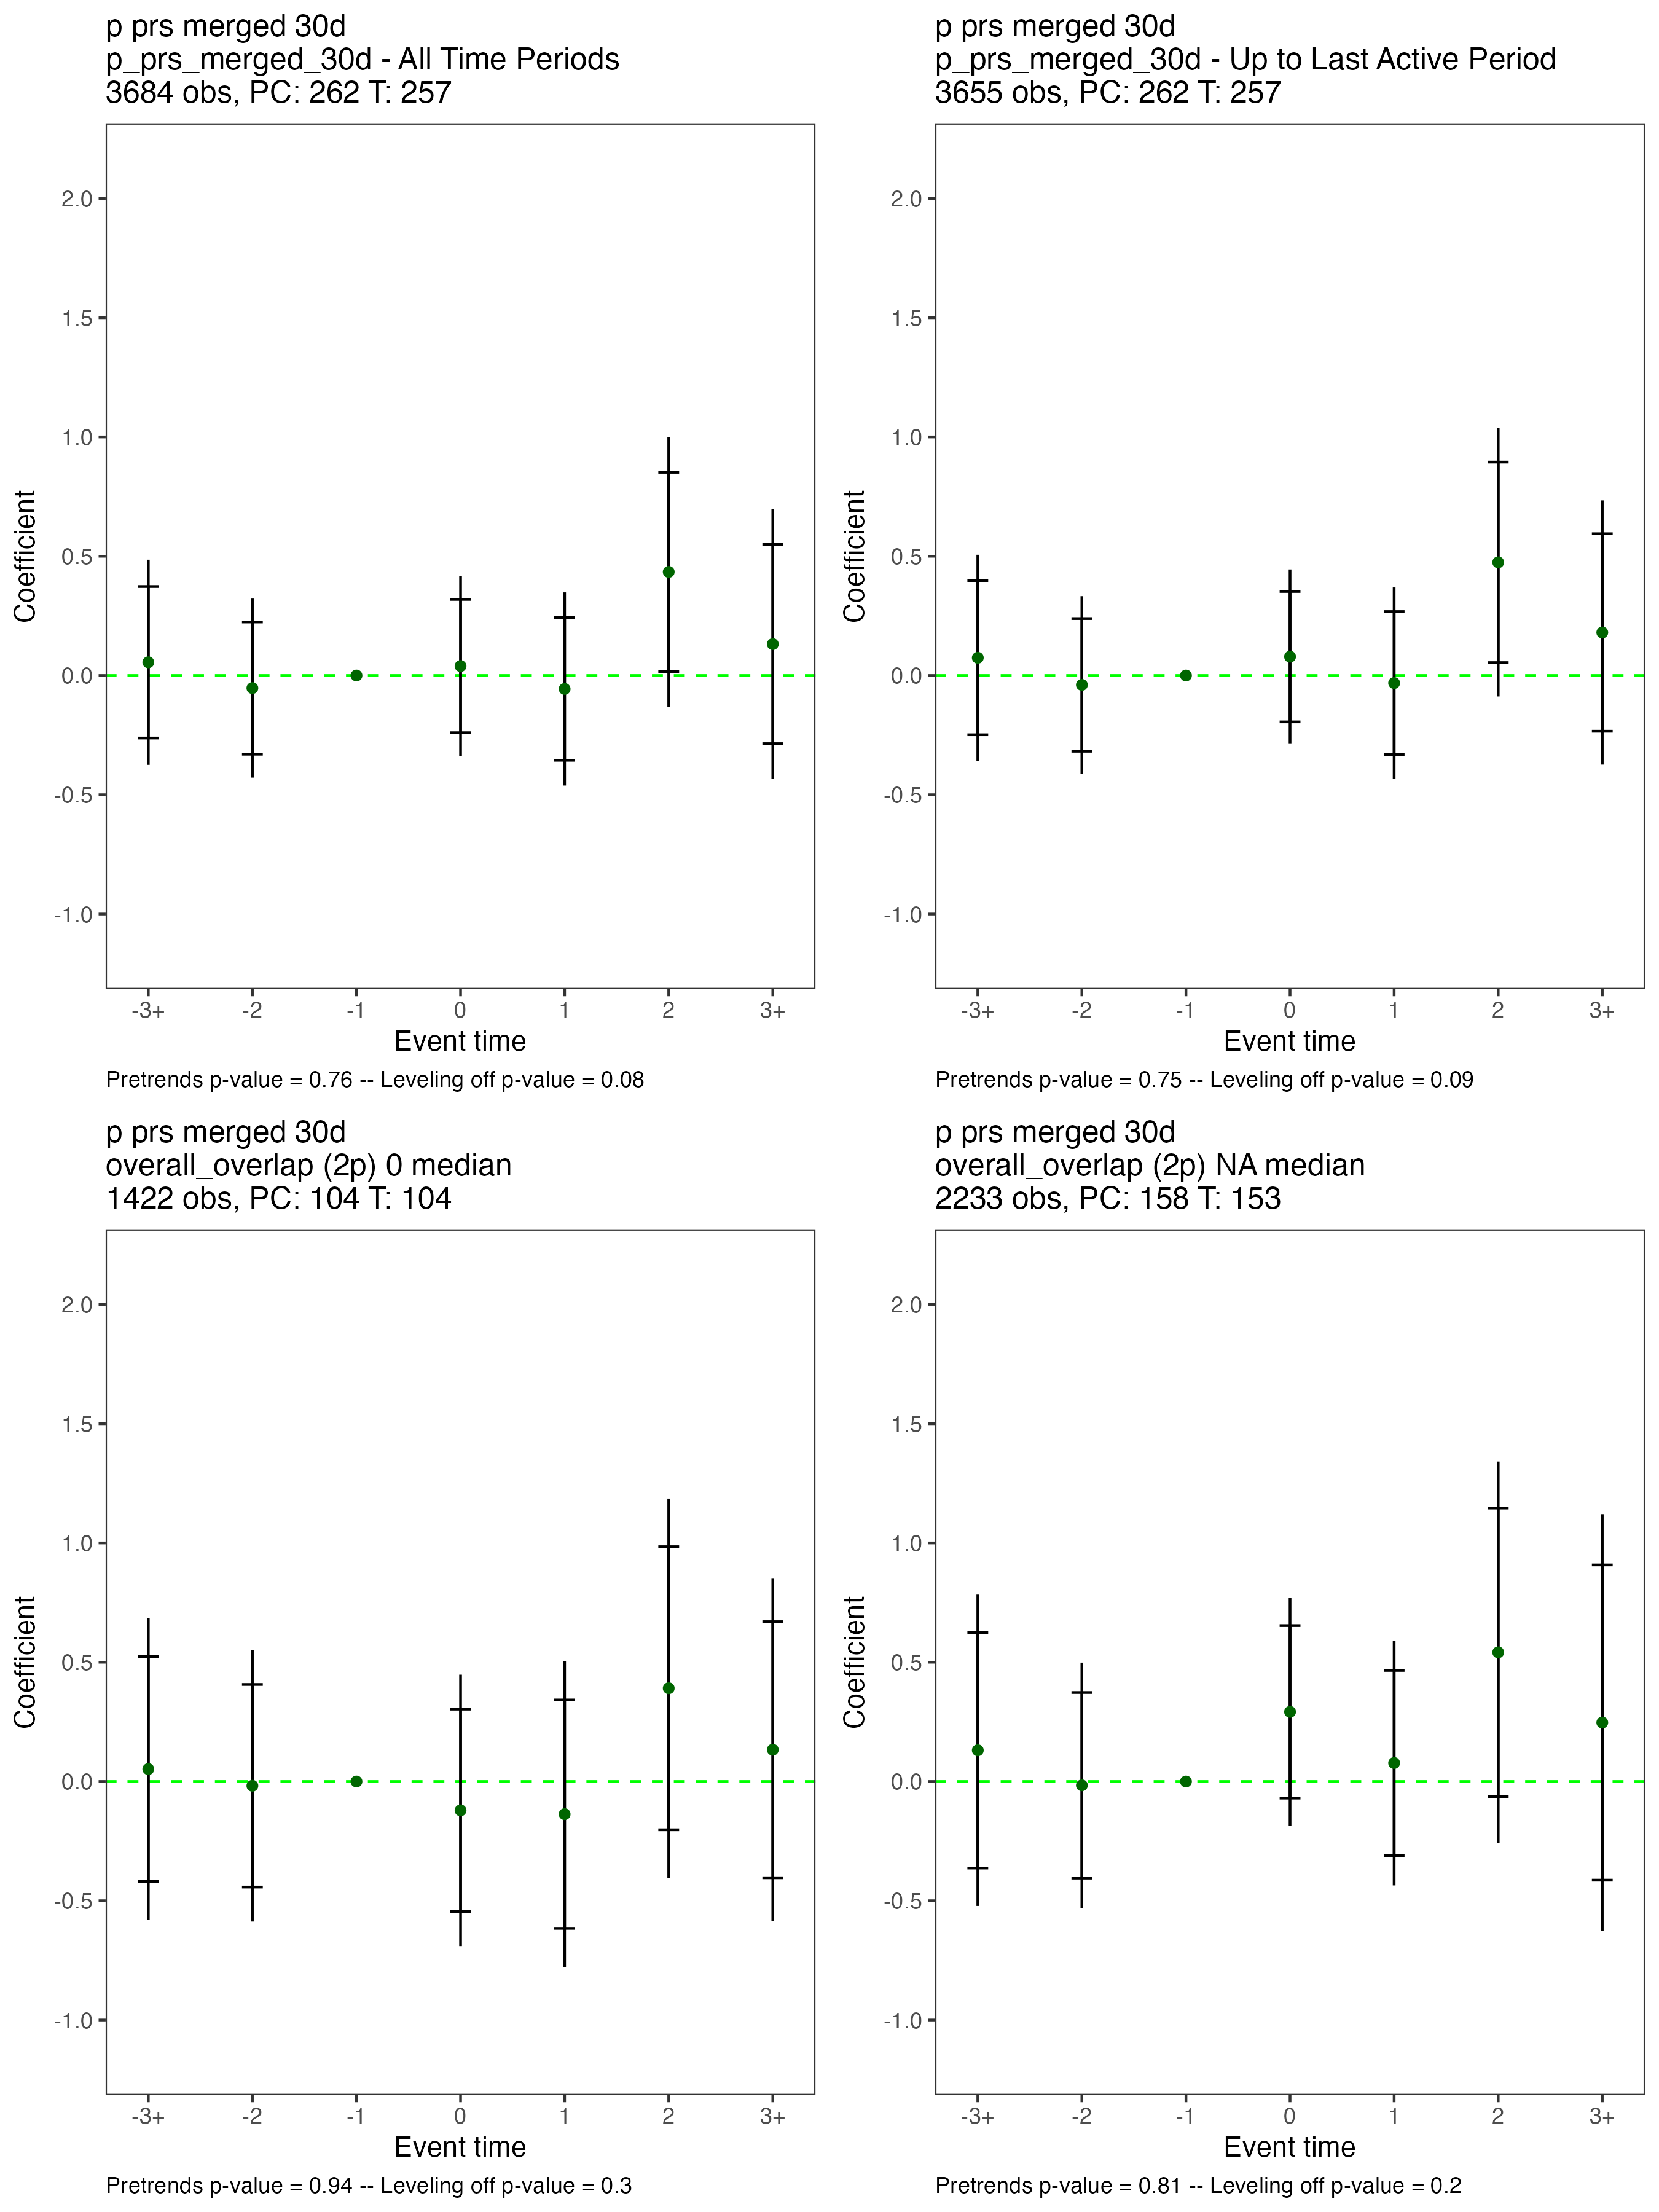 p prs merged 30d
p_prs_merged_30d - All Time Periods
3684 obs, PC: 262 T: 257
2.0
1.5
1.0
0.5
0.0
-0.5
-1.0
Coefficient
-3+ -2 -1 0 1 2 3+
Event time
Pretrends p-value = 0.76 -- Leveling off p-value = 0.08
p prs merged 30d
p_prs_merged_30d - Up to Last Active Period
3655 obs, PC: 262 T: 257
2.0
1.5
1.0
0.5
0.0
-0.5
-1.0
Coefficient
-3+ -2 -1 0 1 2 3+
Event time
Pretrends p-value = 0.75 -- Leveling off p-value = 0.09
p prs merged 30d
overall_overlap (2p) 0 median
1422 obs, PC: 104 T: 104
2.0
1.5
1.0
0.5
0.0
-0.5
-1.0
Coefficient
-3+ -2 -1 0 1 2 3+
Event time
Pretrends p-value = 0.94 -- Leveling off p-value = 0.3
p prs merged 30d
overall_overlap (2p) NA median
2233 obs, PC: 158 T: 153
2.0
1.5
1.0
0.5
0.0
-0.5
-1.0
Coefficient
-3+ -2 -1 0 1 2 3+
Event time
Pretrends p-value = 0.81 -- Leveling off p-value = 0.2